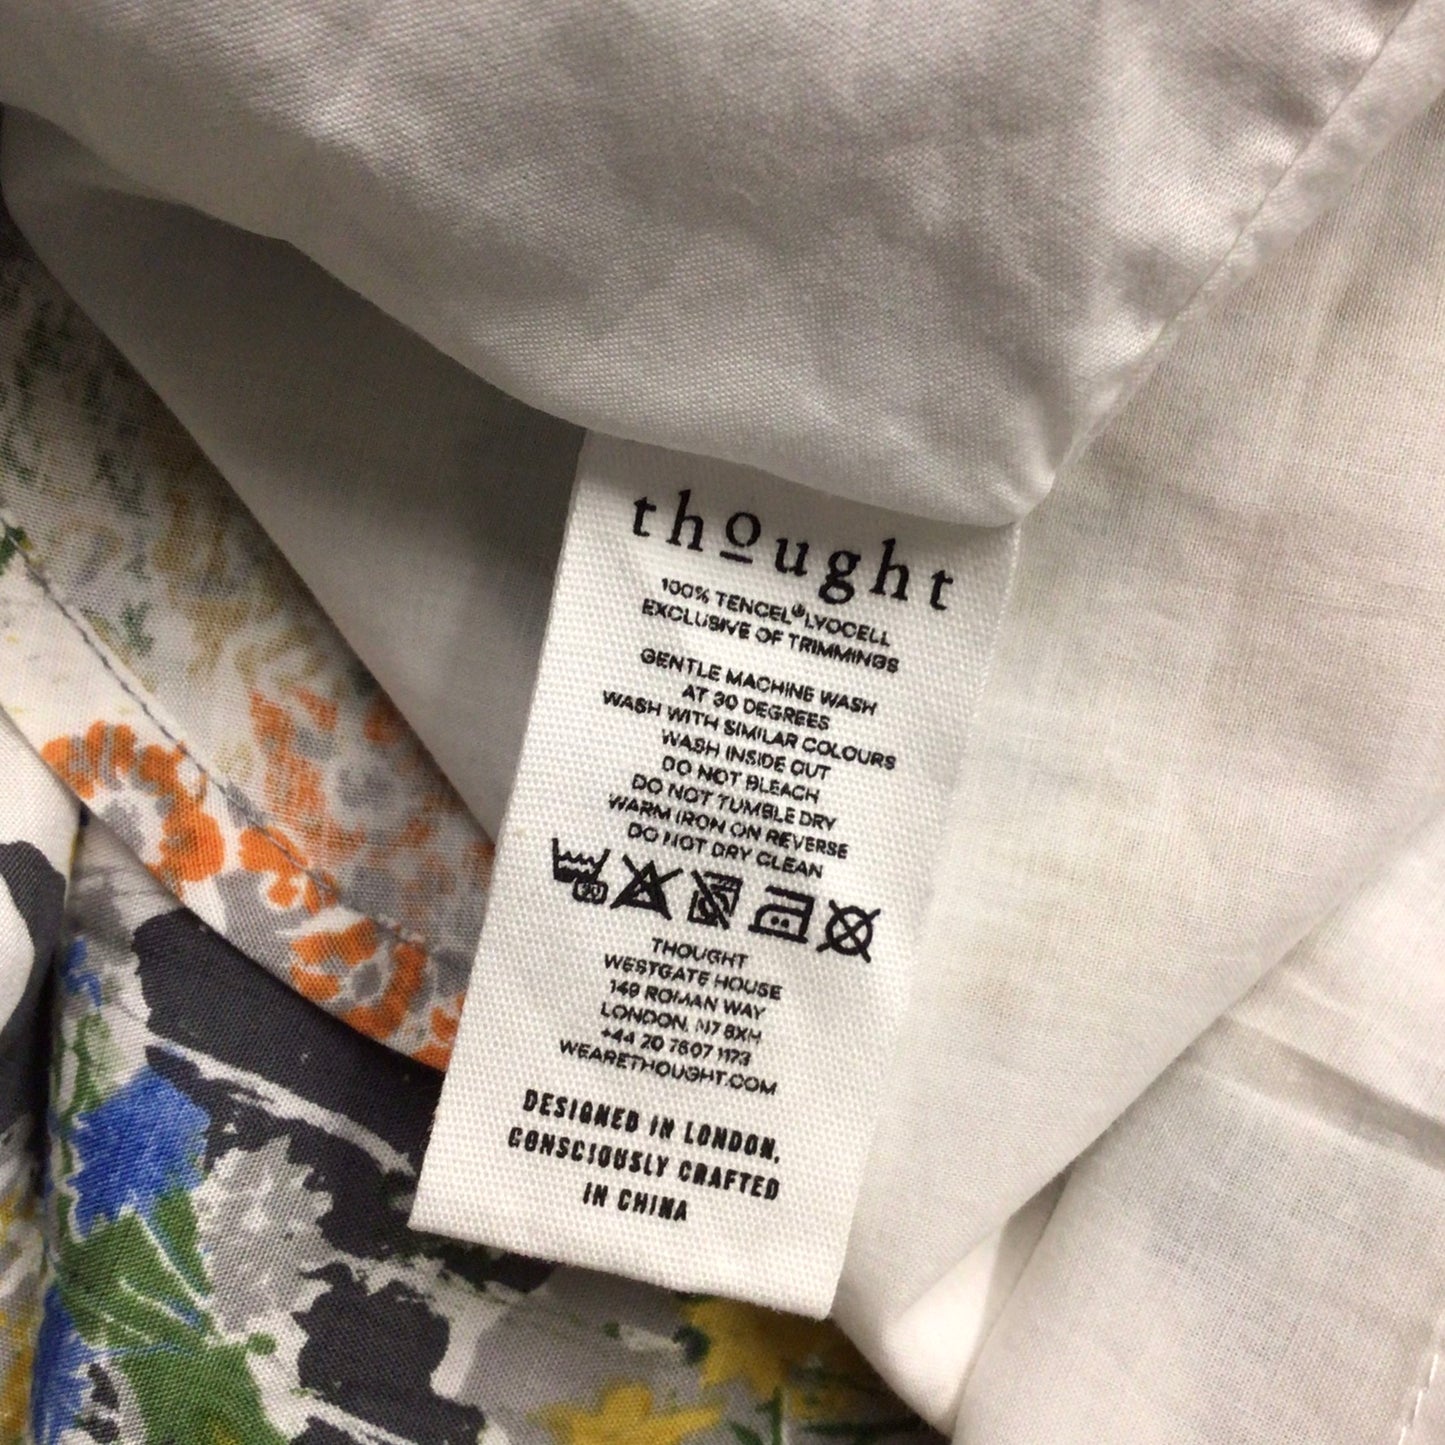 thought
100% TENCEL® LYOCELL
EXCLUSIVE OF TRIMMINGS
GENTLE MACHINE WASH
AT 30 DEGREES
WASH WITH SIMILAR COLOURS
WASH INSIDE OUT
DO NOT BLEACH
DO NOT TUMBLE DRY
WARM IRON ON REVERSE
DO NOT DRY CLEAN
30
THOUGHT
WESTGATE HOUSE
149 ROMAN WAY
LONDON, N7 8XH
+44 20 7607 1173
WEARETHOUGHT.COM
DESIGNED IN LONDON,
CONSCIOUSLY CRAFTED
IN CHINA